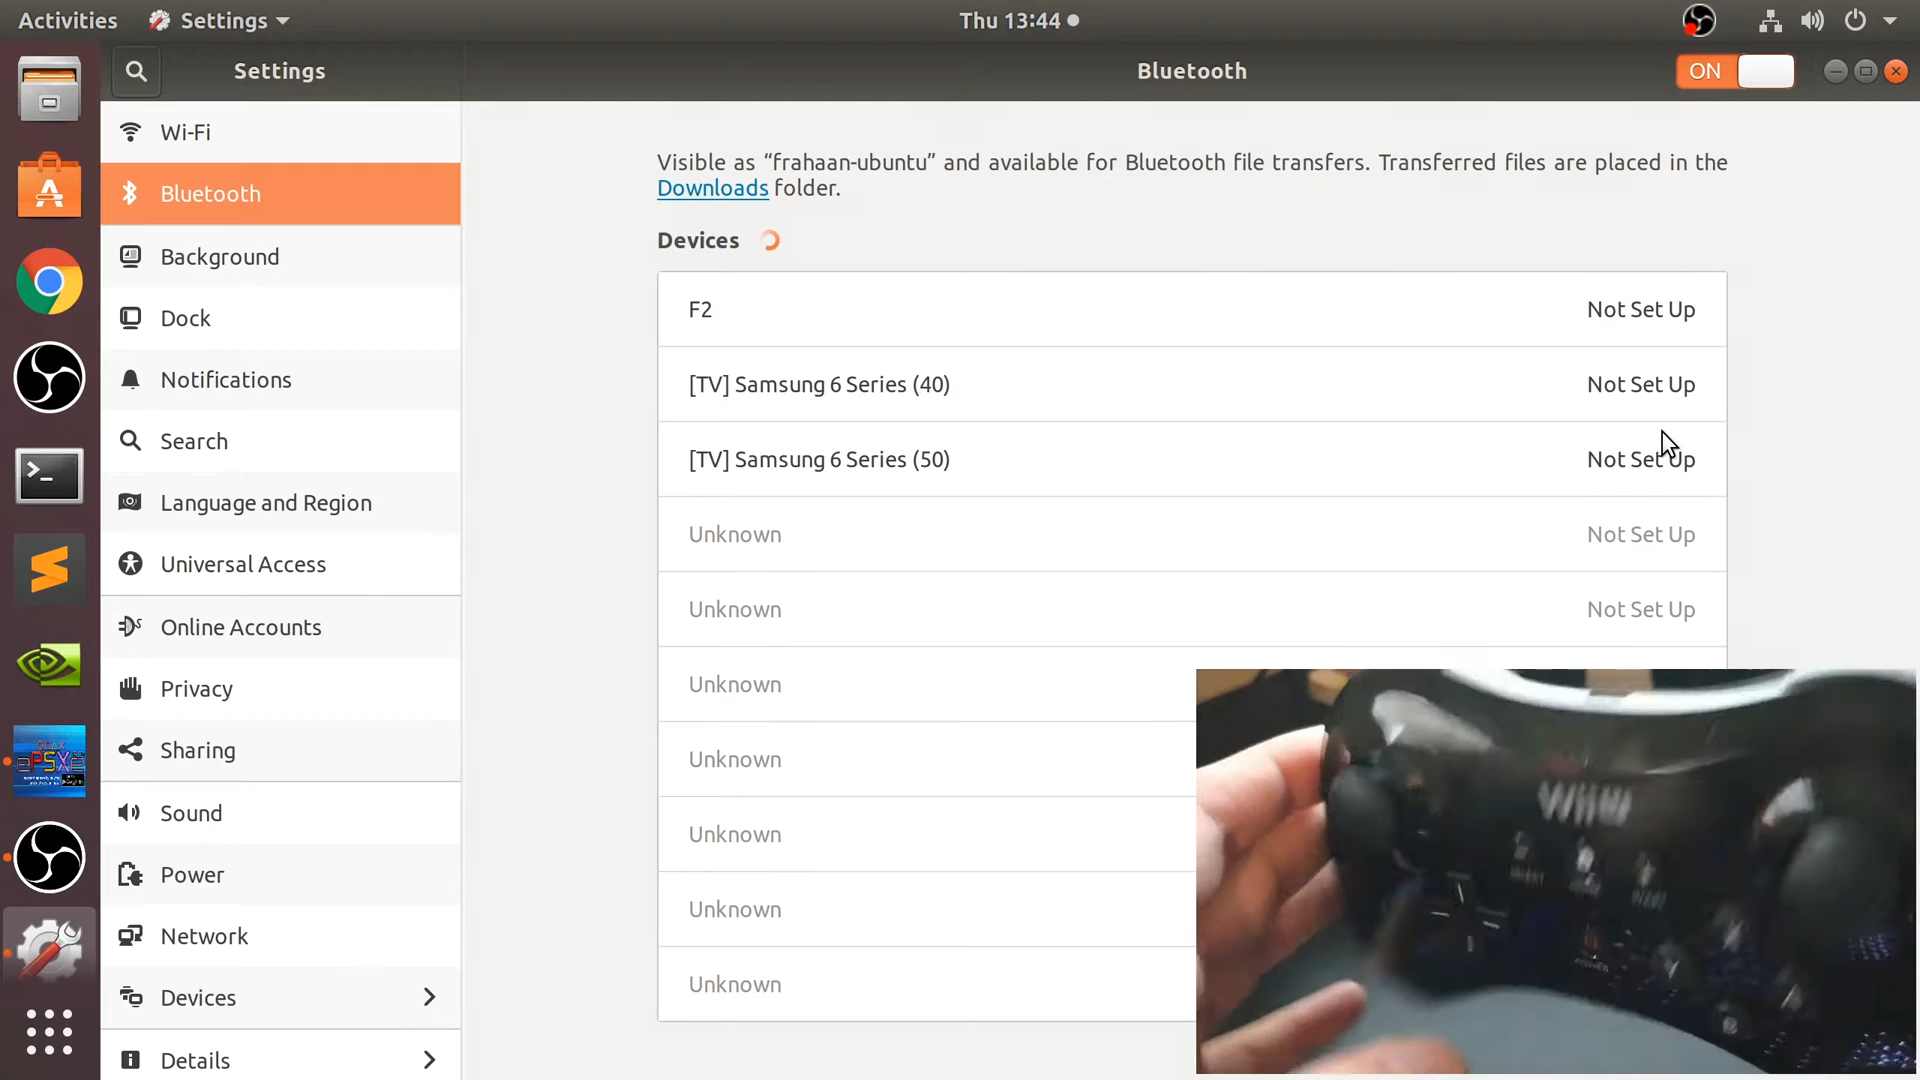 Activities
Settings
Thu 13:44
Settings
Bluetooth
ON
Wi-Fi
Bluetooth
Background
Dock
Notifications
Search
Language and Region
Universal Access
Online Accounts
Privacy
Sharing
Sound
Power
Network
Devices
Details
Visible as “frahaan-ubuntu” and available for Bluetooth file transfers. Transferred files are placed in the
Downloads folder.
Devices
F2 Not Set Up
[TV] Samsung 6 Series (40) Not Set Up
[TV] Samsung 6 Series (50) Not Set Up
Unknown Not Set Up
Unknown Not Set Up
Unknown
Unknown
Unknown
Unknown
Unknown